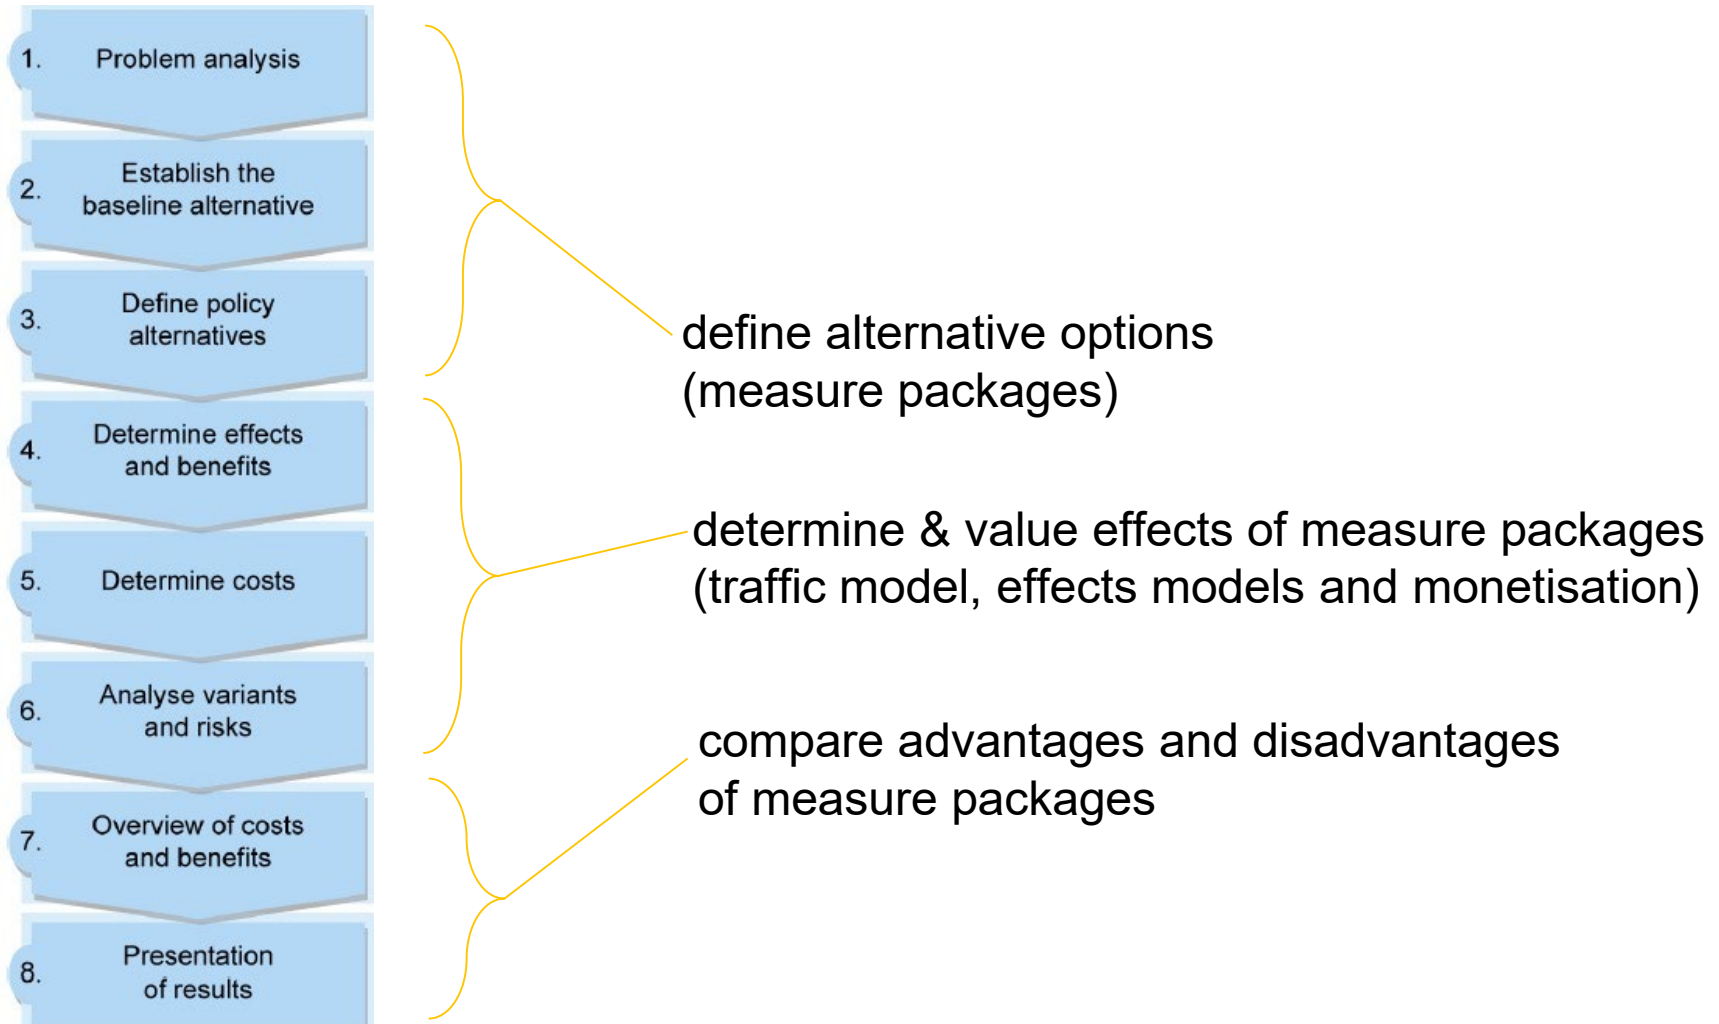 1. Problem analysis
2. Establish the
baseline alternative
3. Define policy
alternatives
4. Determine effects
and benefits
5. Determine costs
6. Analyse variants
and risks
7. Overview of costs
and benefits
8. Presentation
of results
define alternative options
(measure packages)
determine & value effects of measure packages
(traffic model, effects models and monetisation)
compare advantages and disadvantages
of measure packages